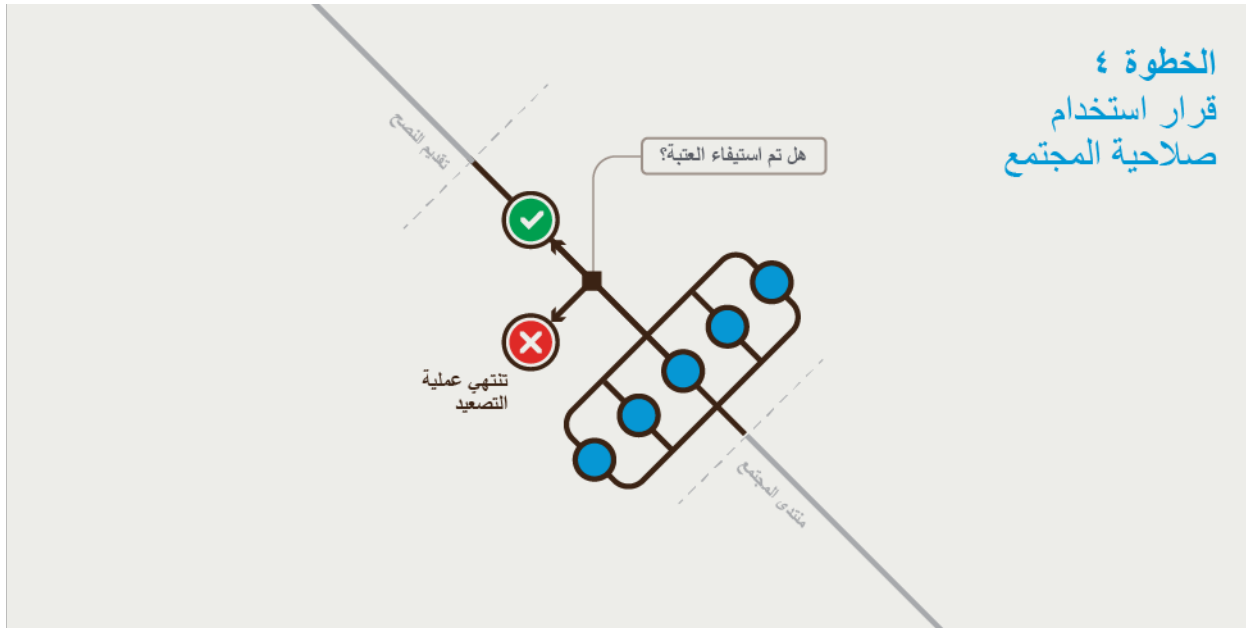 الخطوة ٤
قرار استخدام
صلاحية المجتمع
تقديم النصح
هل تم استيفاء العتبة؟
تنتهي عملية
التصعيد
منتدى المجتمع